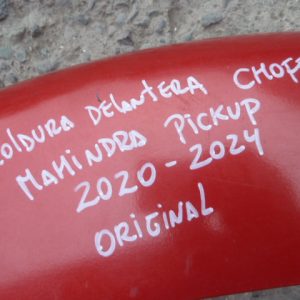 OLDURA DELANTERA CHOF
MAHINDRA PICKUP
2020-2024
ORIGINAL